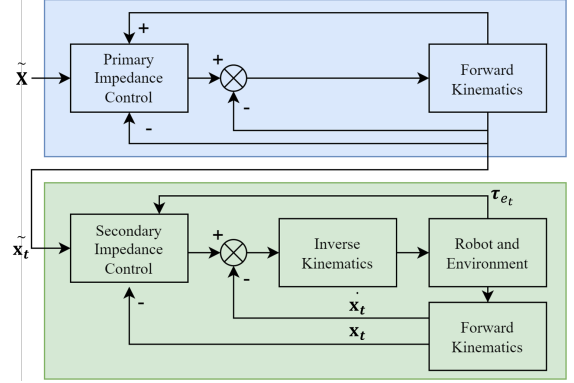 +
Primary
Impedance
Control
+
-
-
Forward
Kinematics
x̃
τₑₜ
x̃ₜ
Secondary
Impedance
Control
+
-
-
Inverse
Kinematics
Robot and
Environment
ẋₜ
xₜ
Forward
Kinematics